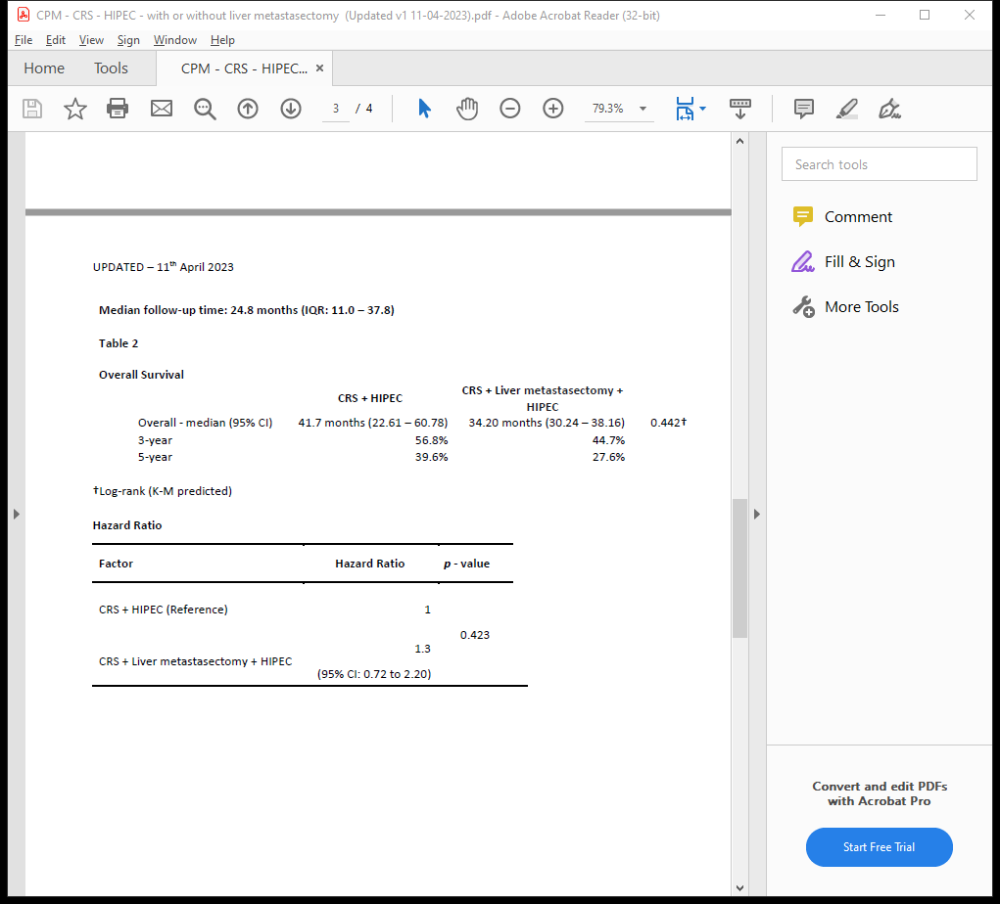 CPM - CRS - HIPEC - with or without liver metastasectomy  (Updated v1 11-04-2023).pdf - Adobe Acrobat Reader (32-bit)
File Edit View Sign Window Help
Home Tools CPM - CRS - HIPEC... ×
3 / 4 79.3%
Search tools
Comment
Fill & Sign
More Tools
UPDATED – 11th April 2023
Median follow-up time: 24.8 months (IQR: 11.0 – 37.8)
Table 2
Overall Survival
CRS + HIPEC CRS + Liver metastasectomy + HIPEC
Overall - median (95% CI) 41.7 months (22.61 – 60.78) 34.20 months (30.24 – 38.16) 0.442†
3-year 56.8% 44.7%
5-year 39.6% 27.6%
†Log-rank (K-M predicted)
Hazard Ratio
Factor Hazard Ratio p - value
CRS + HIPEC (Reference) 1
0.423
1.3
CRS + Liver metastasectomy + HIPEC
(95% CI: 0.72 to 2.20)
Convert and edit PDFs
with Acrobat Pro
Start Free Trial